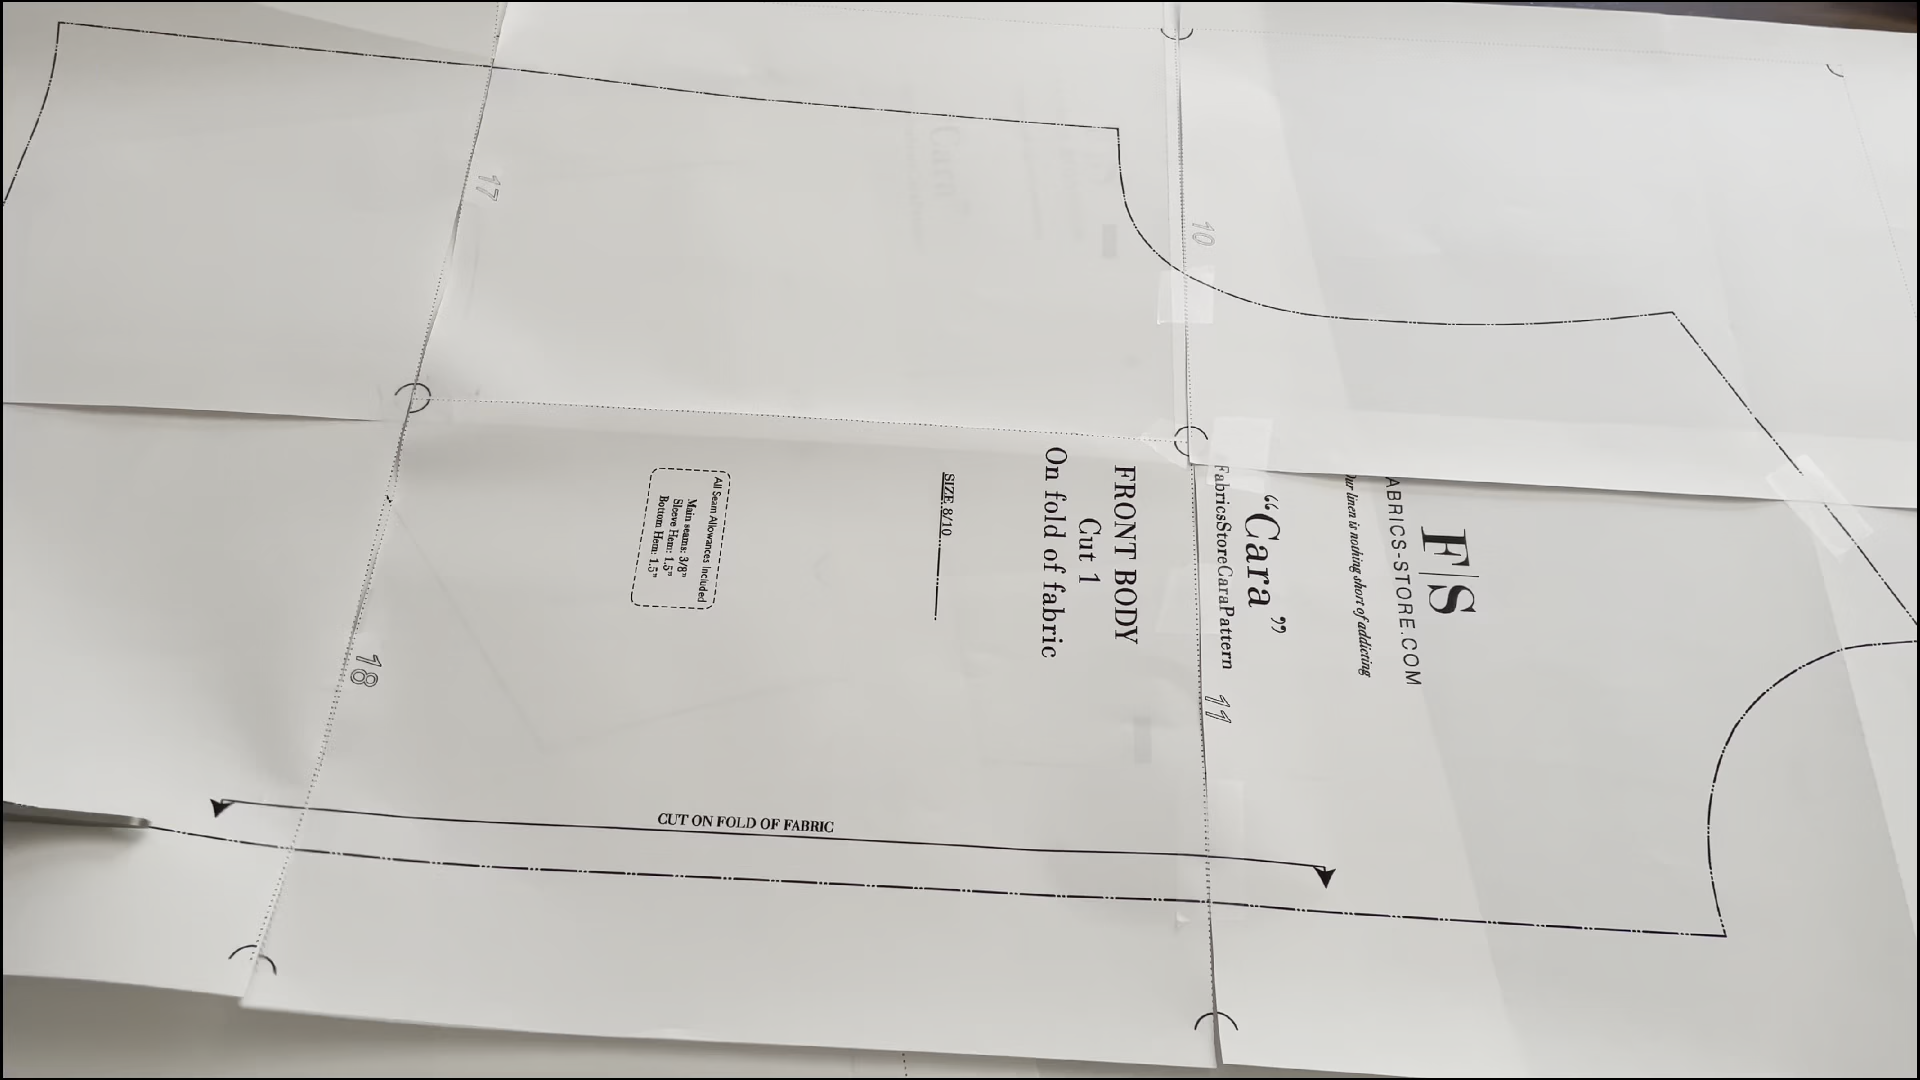 F|S
ABRICS-STORE.COM
ur linen is nothing short of addicting
“Cara”
FabricsStoreCaraPattern
FRONT BODY
Cut 1
On fold of fabric
SIZE 8/10
All Seam Allowances Included
Main seams: 3/8"
Sleeve Hem: 1.5"
Bottom Hem: 1.5"
CUT ON FOLD OF FABRIC
17
10
18
11